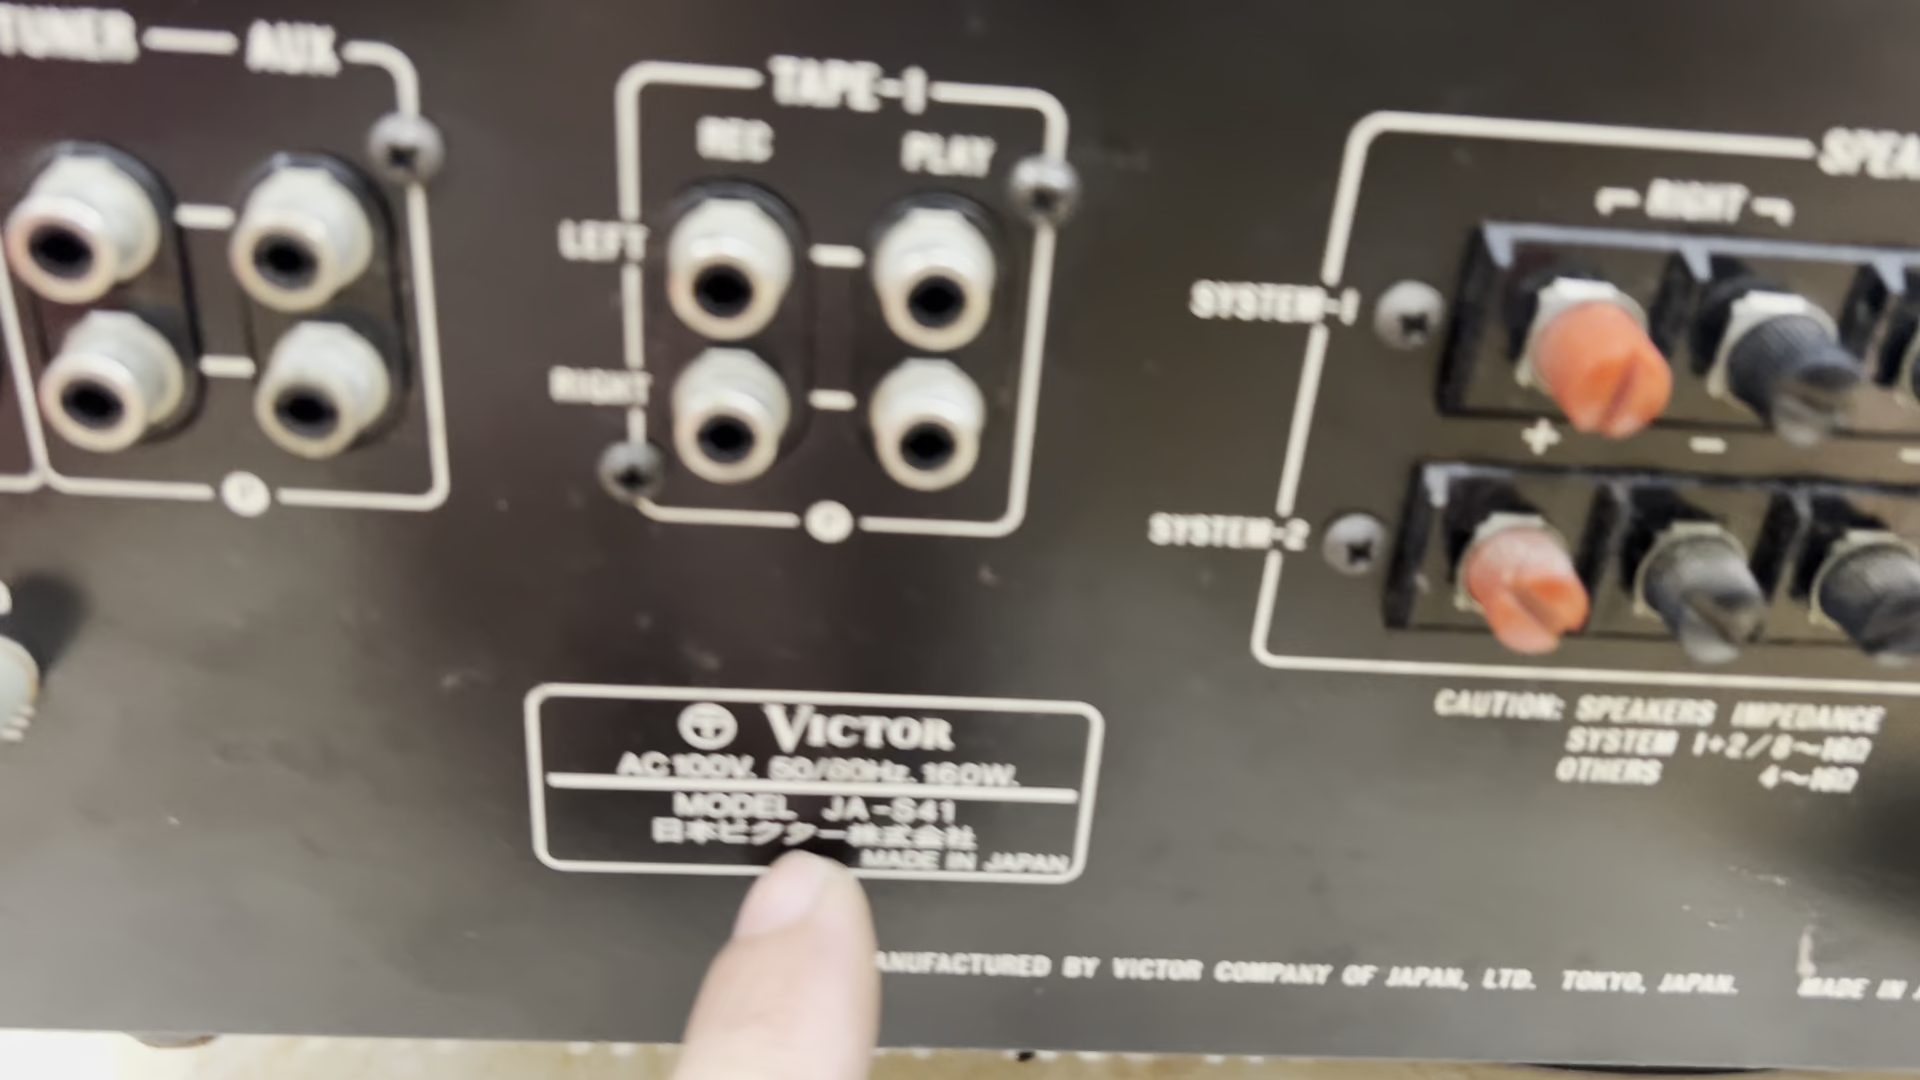 TUNER AUX
TAPE-1
REC PLAY
LEFT
RIGHT
RIGHT
SYSTEM-1
+ - -
SYSTEM-2
VICTOR
AC 100V. 50/60Hz. 160W.
MODEL JA-S41
日本ビクター株式会社
MADE IN JAPAN
CAUTION: SPEAKERS IMPEDANCE
SYSTEM 1+2/8~16Ω
OTHERS 4~16Ω
ANUFACTURED BY VICTOR COMPANY OF JAPAN, LTD. TOKYO, JAPAN.
MADE IN